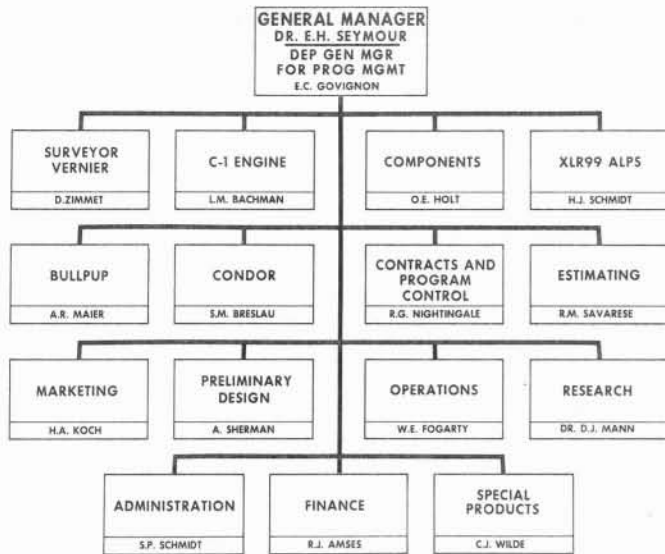 GENERAL MANAGER
DR. E.H. SEYMOUR
DEP GEN MGR
FOR PROG MGMT
E.C. GOVIGNON
SURVEYOR
VERNIER
D.ZIMMET
C-1 ENGINE
L.M. BACHMAN
COMPONENTS
O.E. HOLT
XLR99 ALPS
H.J. SCHMIDT
BULLPUP
A.R. MAIER
CONDOR
S.M. BRESLAU
CONTRACTS AND
PROGRAM
CONTROL
R.G. NIGHTINGALE
ESTIMATING
R.M. SAVARESE
MARKETING
H.A. KOCH
PRELIMINARY
DESIGN
A. SHERMAN
OPERATIONS
W.E. FOGARTY
RESEARCH
DR. D.J. MANN
ADMINISTRATION
S.P. SCHMIDT
FINANCE
R.J. AMSES
SPECIAL
PRODUCTS
C.J. WILDE